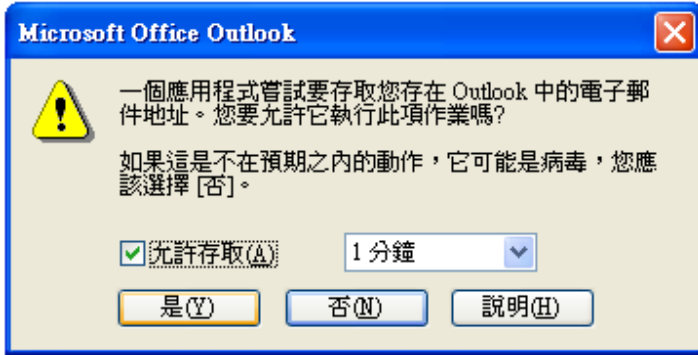 Microsoft Office Outlook
一個應用程式嘗試要存取您存在 Outlook 中的電子郵
件地址。您要允許它執行此項作業嗎?
如果這是不在預期之內的動作，它可能是病毒，您應
該選擇 [否]。
允許存取(A) 1 分鐘
是(Y) 否(N) 說明(H)